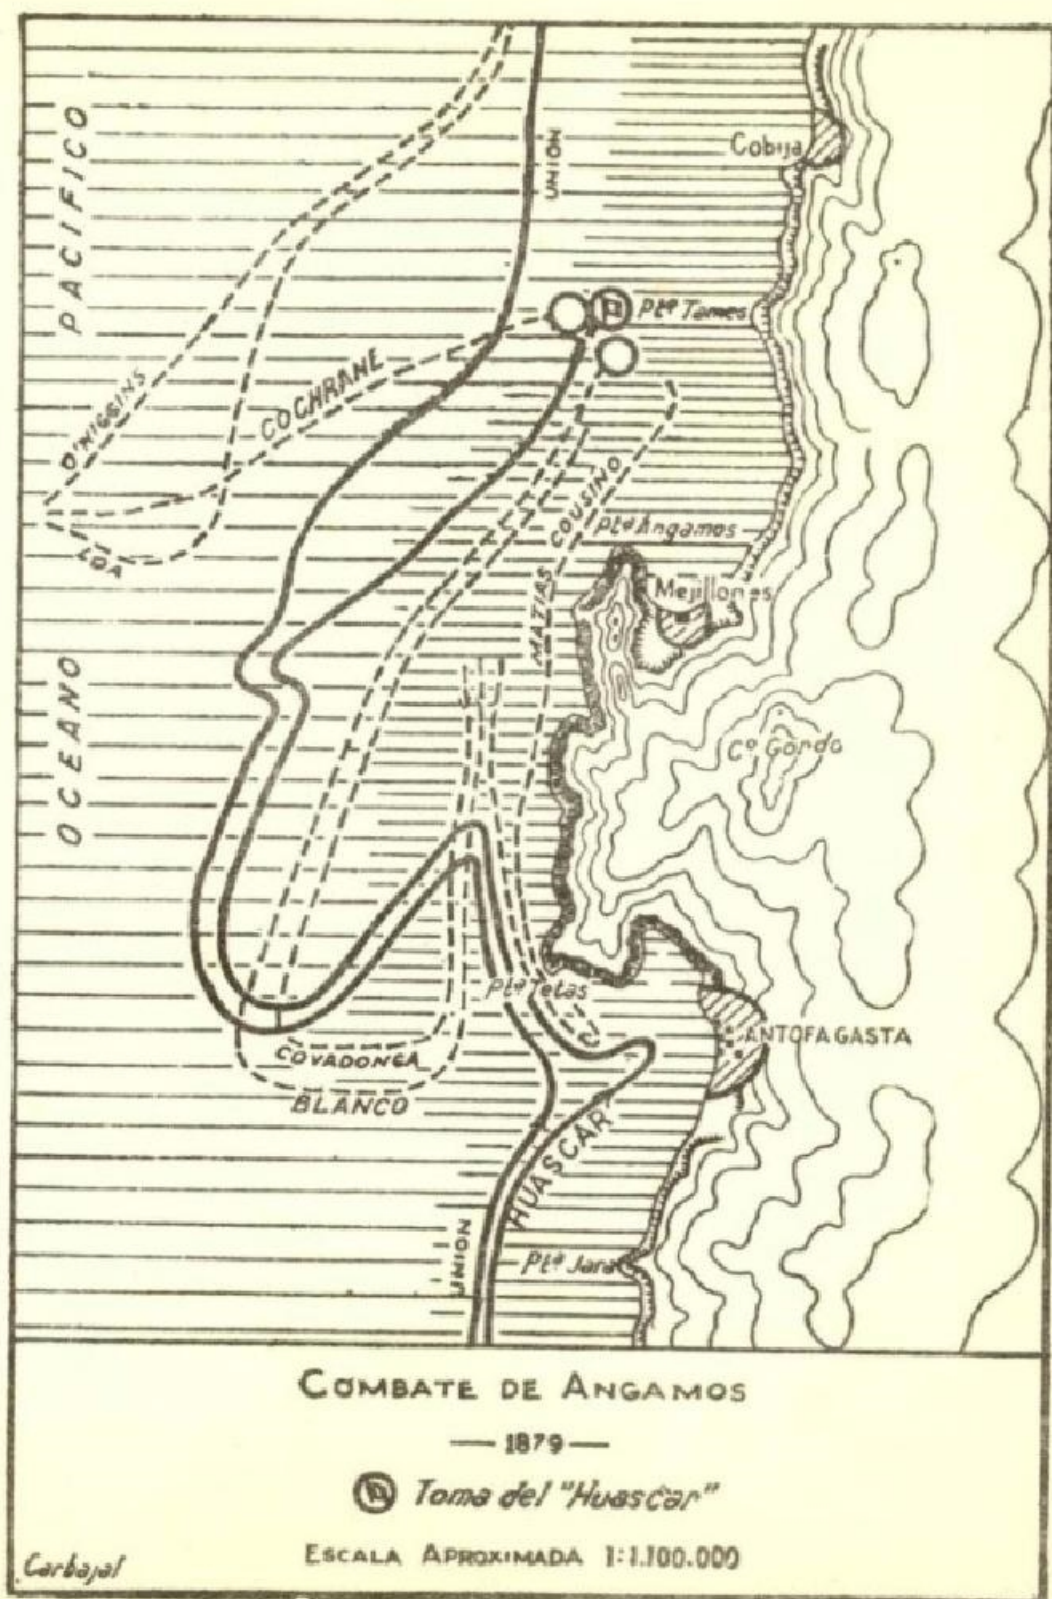 UNION
Cobija
OCEANO PACIFICO
Pta Tames
O'HIGGINS
COCHRANE
LOA
MATIAS COUSINO
Pta Angamos
Mejillones
Co Gordo
Pta Tetas
ANTOFAGASTA
COVADONGA
BLANCO
HUASCAR
UNION
Pta Jara
COMBATE DE ANGAMOS
— 1879 —
Toma del "Huascar"
ESCALA APROXIMADA 1:1.100.000
Carbajal